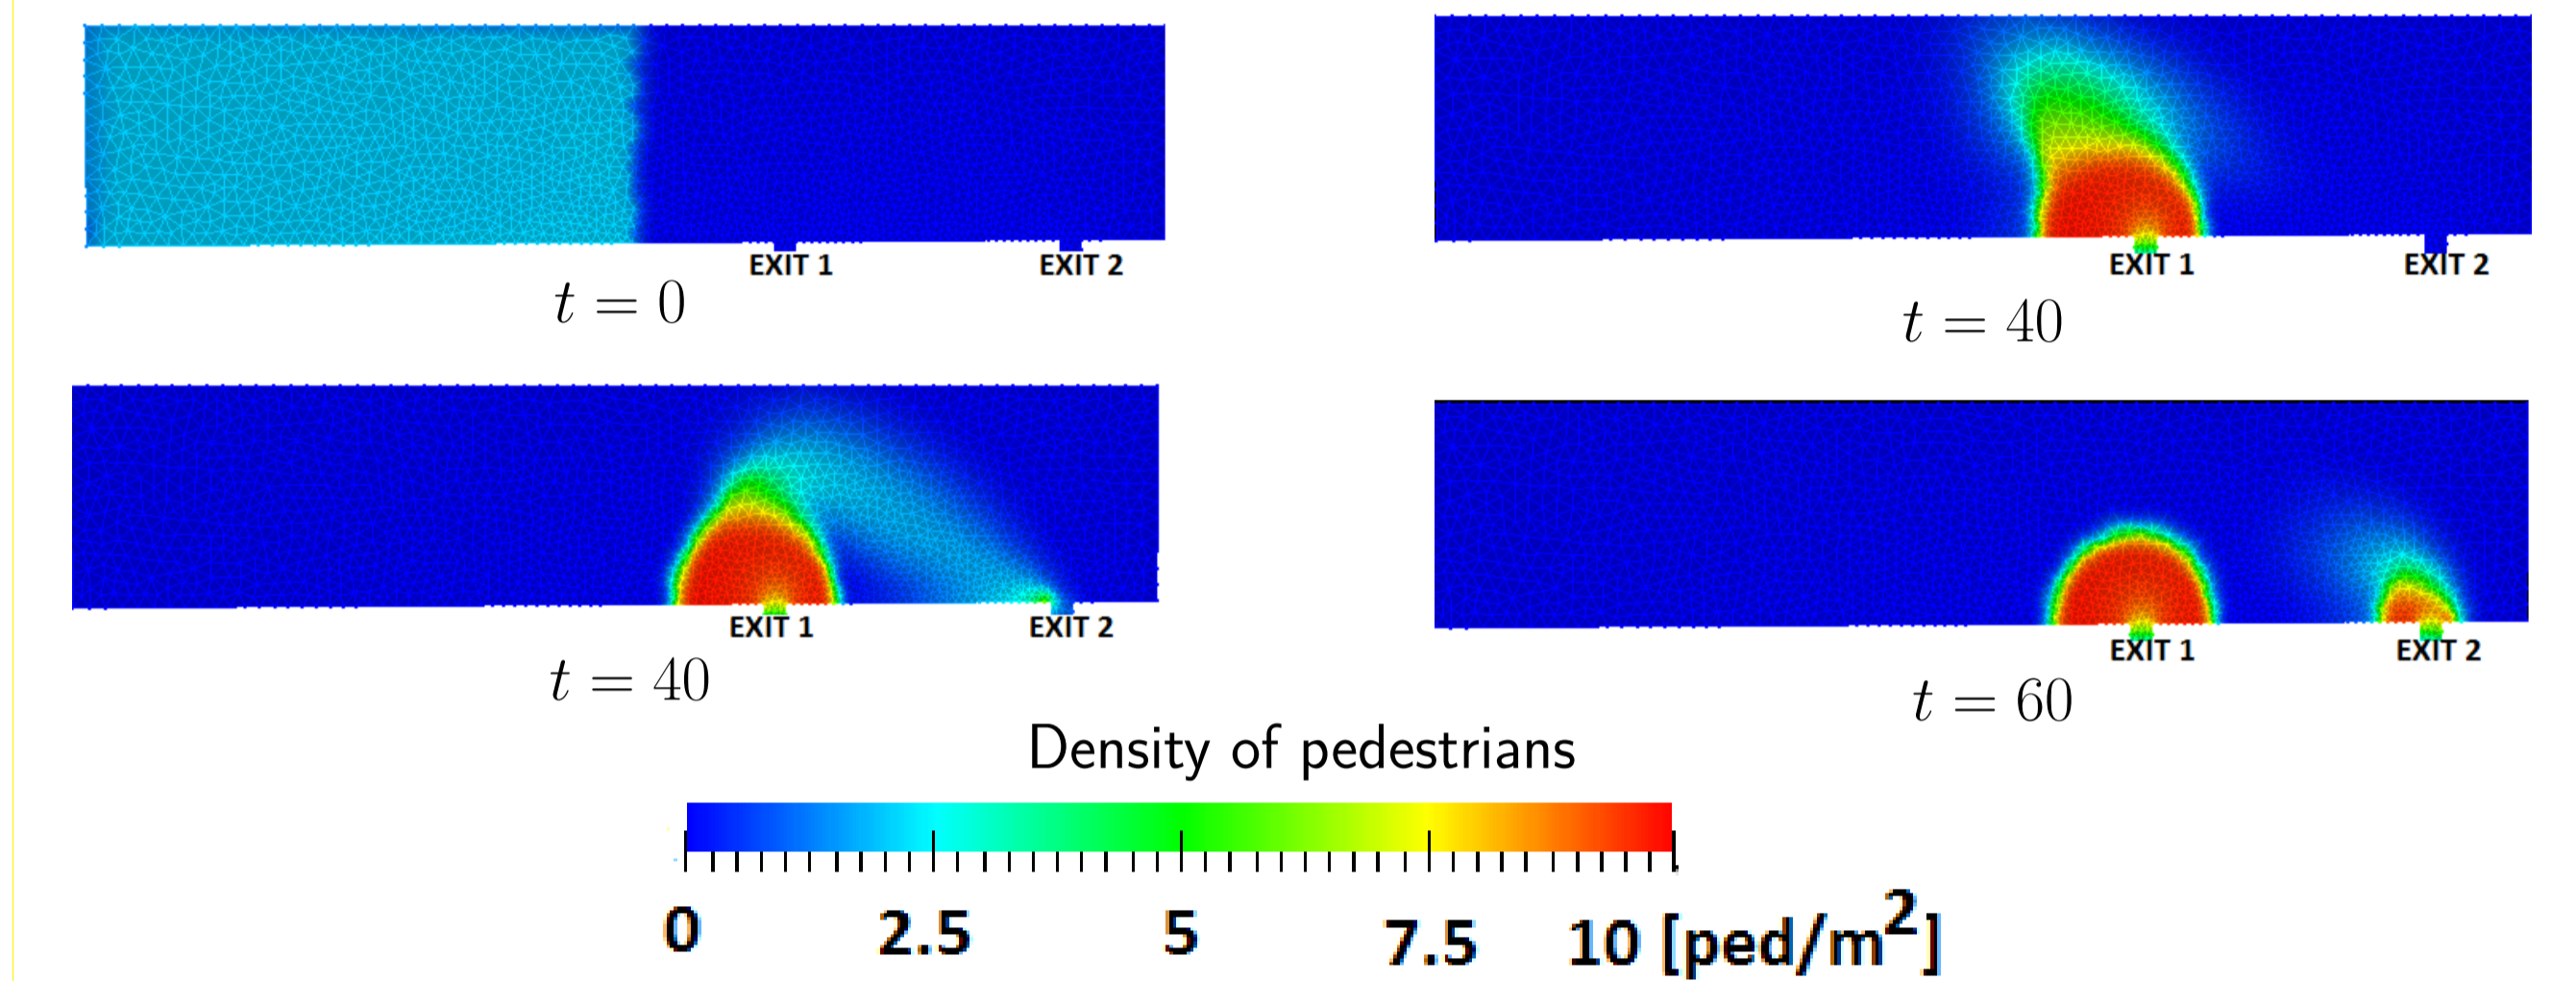 EXIT 1 EXIT 2
t = 0
EXIT 1 EXIT 2
t = 40
EXIT 1 EXIT 2
t = 40
EXIT 1 EXIT 2
t = 60
Density of pedestrians
0 2.5 5 7.5 10 [ped/m²]